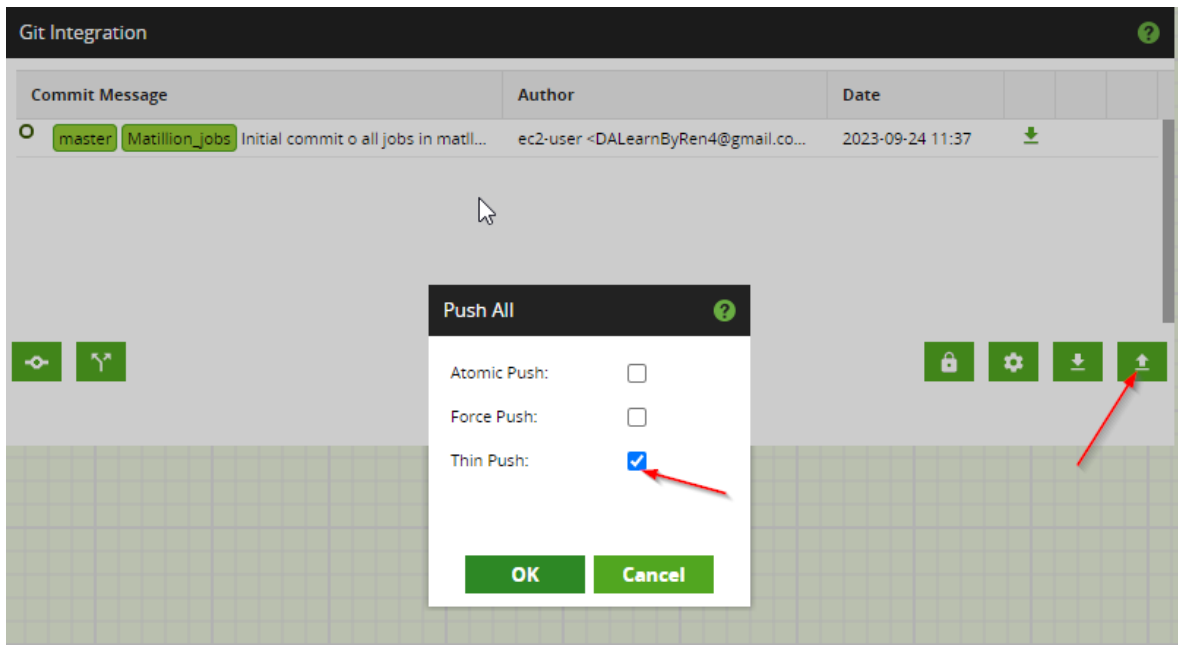 Git Integration
?
Commit Message Author Date
master Matillion_jobs Initial commit o all jobs in matll... ec2-user <DALearnByRen4@gmail.co... 2023-09-24 11:37
Push All ?
Atomic Push:
Force Push:
Thin Push:
OK Cancel